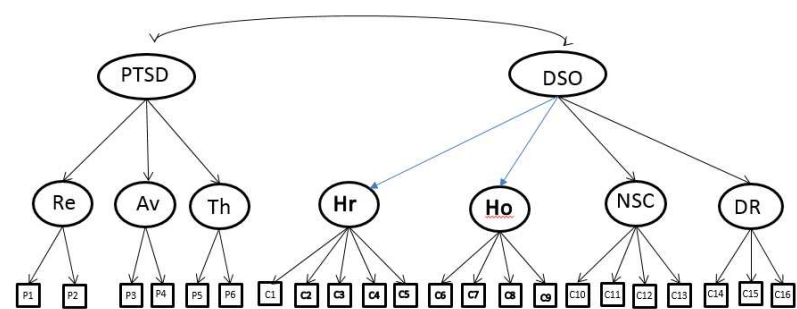 PTSD DSO
Re Av Th Hr Ho NSC DR
P1 P2 P3 P4 P5 P6 C1 C2 C3 C4 C5 C6 C7 C8 C9 C10 C11 C12 C13 C14 C15 C16